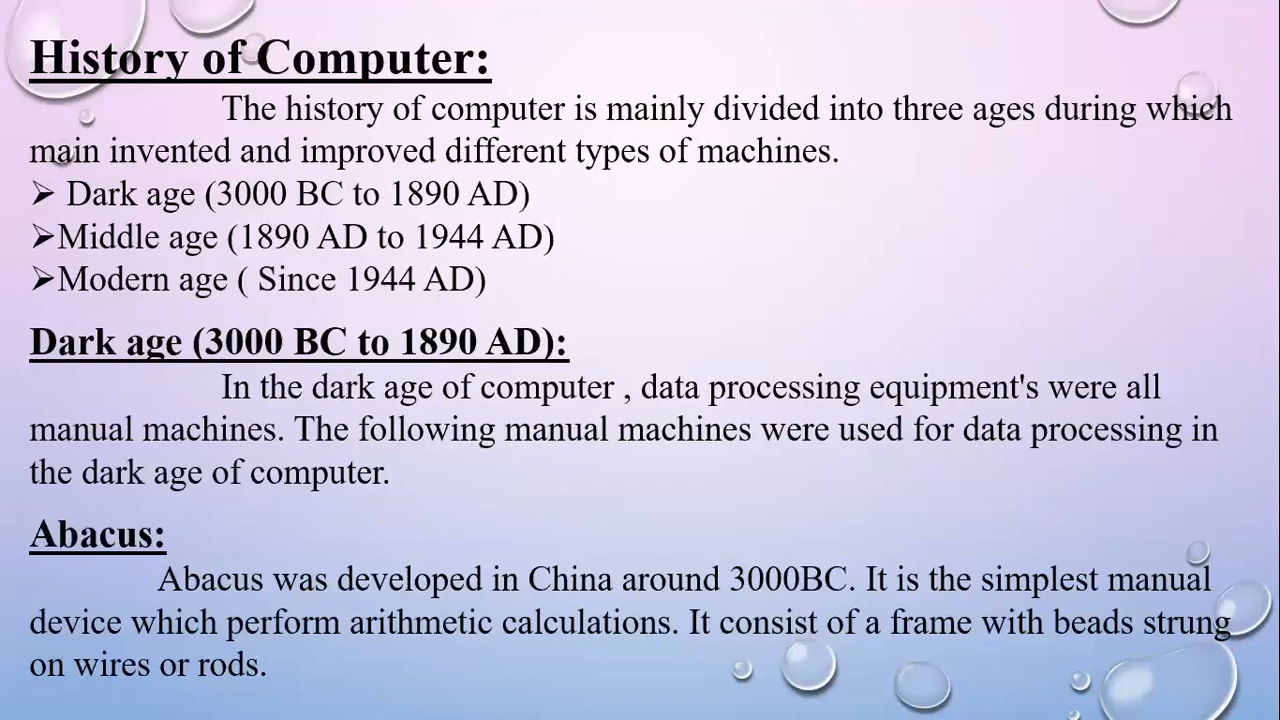 History of Computer:
The history of computer is mainly divided into three ages during which
main invented and improved different types of machines.
➢ Dark age (3000 BC to 1890 AD)
➢Middle age (1890 AD to 1944 AD)
➢Modern age ( Since 1944 AD)
Dark age (3000 BC to 1890 AD):
In the dark age of computer , data processing equipment's were all
manual machines. The following manual machines were used for data processing in
the dark age of computer.
Abacus:
Abacus was developed in China around 3000BC. It is the simplest manual
device which perform arithmetic calculations. It consist of a frame with beads strung
on wires or rods.